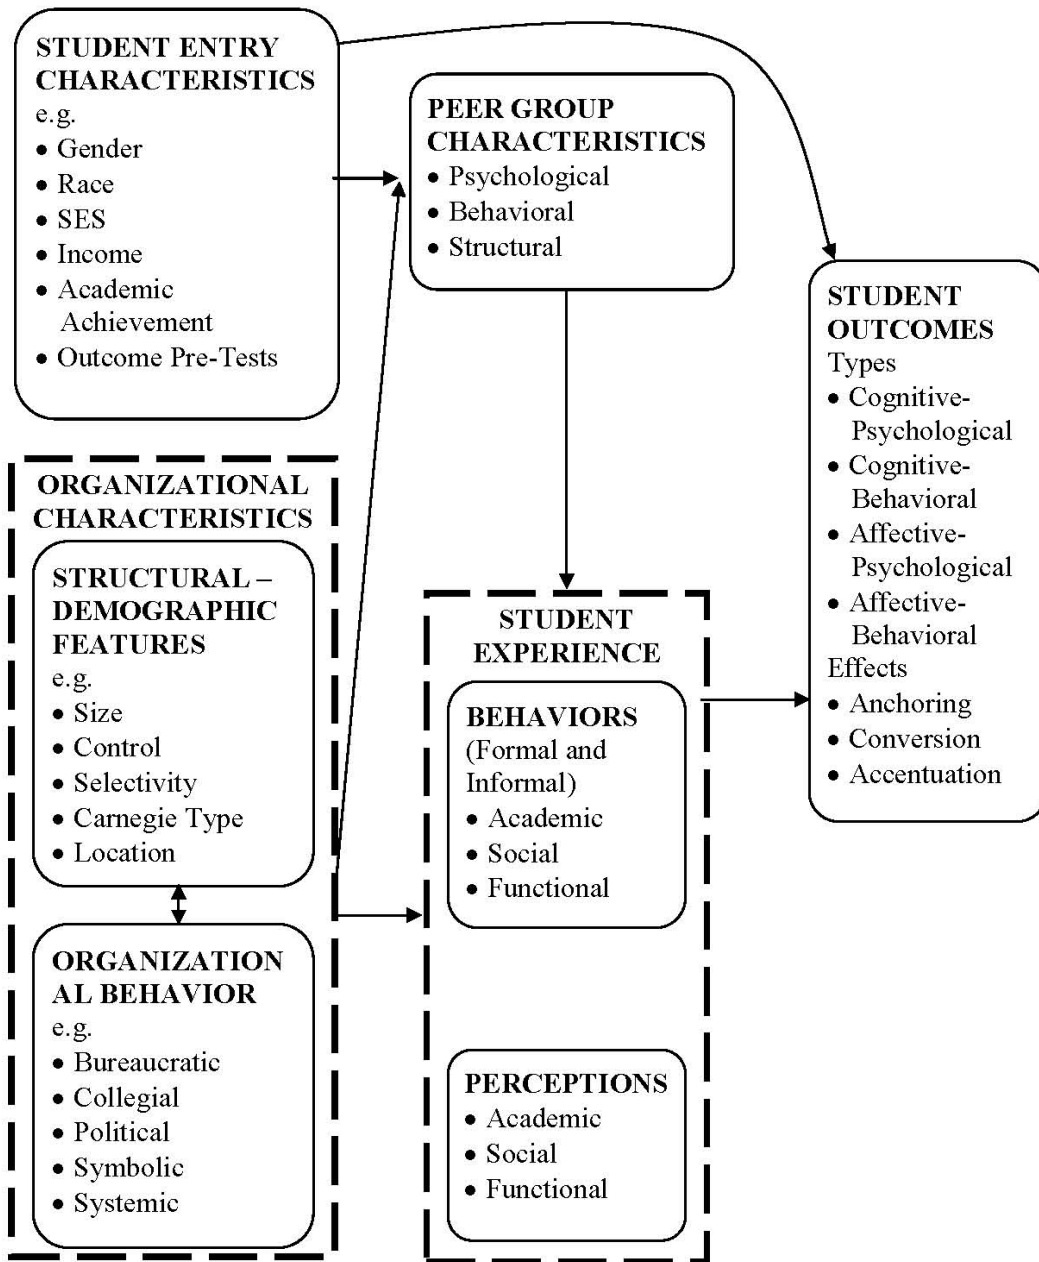 STUDENT ENTRY
CHARACTERISTICS
e.g.
• Gender
• Race
• SES
• Income
• Academic
Achievement
• Outcome Pre-Tests
PEER GROUP
CHARACTERISTICS
• Psychological
• Behavioral
• Structural
STUDENT
OUTCOMES
Types
• Cognitive-
Psychological
• Cognitive-
Behavioral
• Affective-
Psychological
• Affective-
Behavioral
Effects
• Anchoring
• Conversion
• Accentuation
ORGANIZATIONAL
CHARACTERISTICS
STRUCTURAL –
DEMOGRAPHIC
FEATURES
e.g.
• Size
• Control
• Selectivity
• Carnegie Type
• Location
ORGANIZATION
AL BEHAVIOR
e.g.
• Bureaucratic
• Collegial
• Political
• Symbolic
• Systemic
STUDENT
EXPERIENCE
BEHAVIORS
(Formal and
Informal)
• Academic
• Social
• Functional
PERCEPTIONS
• Academic
• Social
• Functional